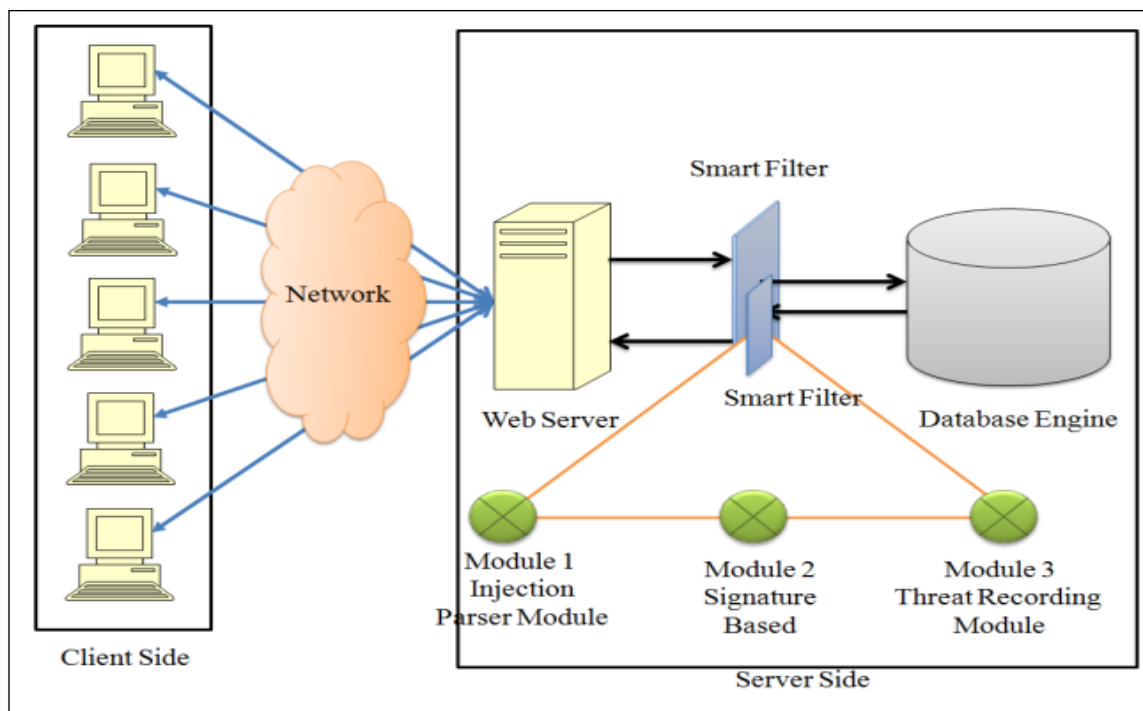 Smart Filter
Network
Web Server
Smart Filter
Database Engine
Module 1
Injection
Parser Module
Module 2
Signature
Based
Module 3
Threat Recording
Module
Client Side
Server Side